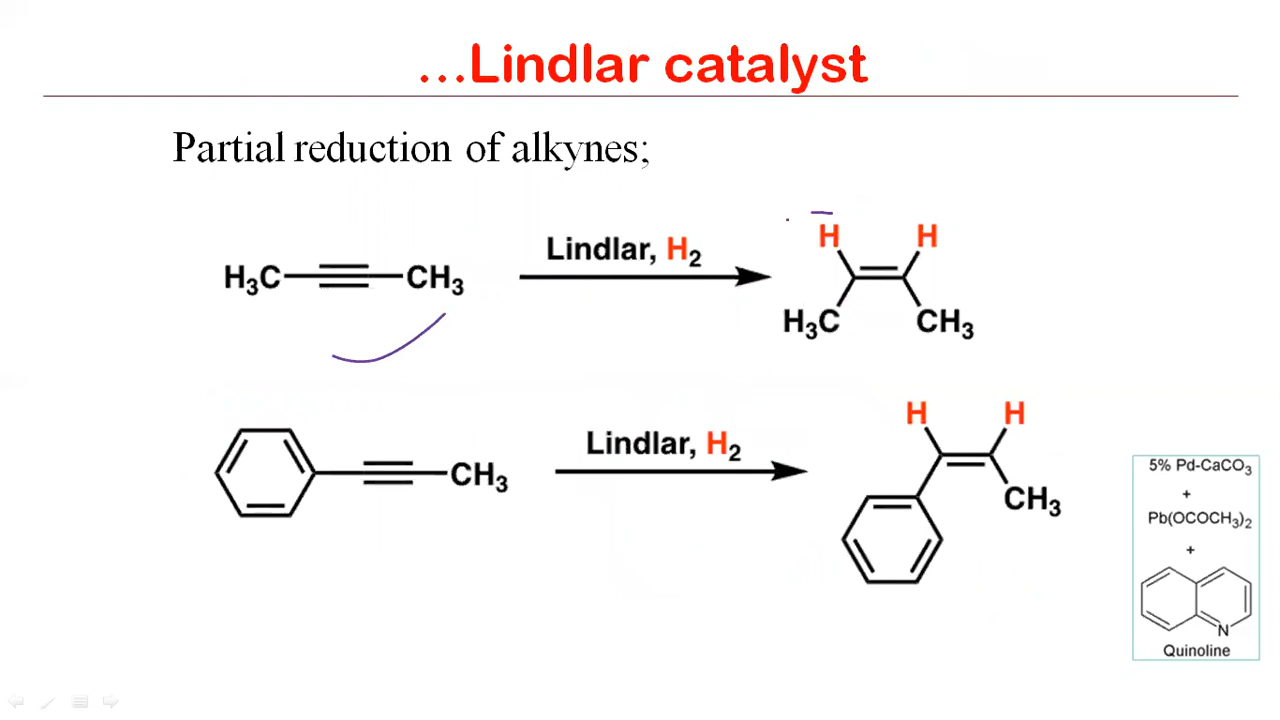 ...Lindlar catalyst
Partial reduction of alkynes;
H₃C CH₃
Lindlar, H₂
H H
H₃C CH₃
CH₃
Lindlar, H₂
H H
CH₃
5% Pd-CaCO₃
+
Pb(OCOCH₃)₂
+
N
Quinoline